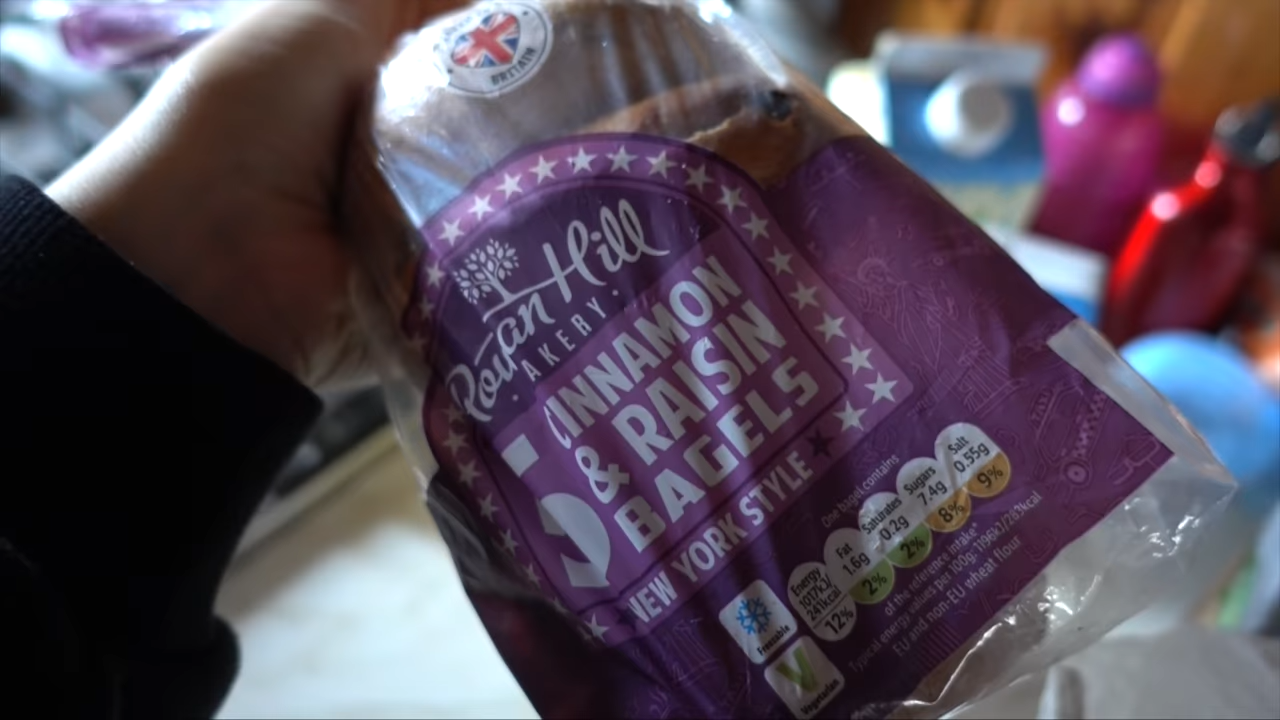 BRITAIN
Rowan Hill
BAKERY
5
CINNAMON
& RAISIN
BAGELS
NEW YORK STYLE
One bagel contains
Energy
1017kJ/
241kcal
12%
Fat
1.6g
2%
Saturates
0.2g
2%
Sugars
7.4g
8%
Salt
0.55g
9%
of the reference intake*
Typical energy values per 100g: 1196kJ/283kcal
EU and non-EU wheat flour
Freezable
V
Vegetarian